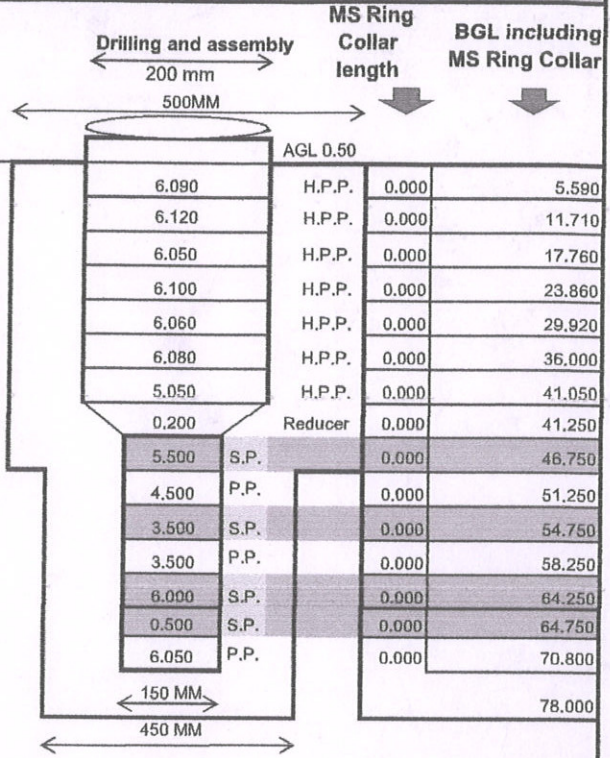 MS Ring
Collar
length
BGL including
MS Ring Collar
Drilling and assembly
200 mm
500MM
AGL 0.50
6.090 H.P.P. 0.000 5.590
6.120 H.P.P. 0.000 11.710
6.050 H.P.P. 0.000 17.760
6.100 H.P.P. 0.000 23.860
6.060 H.P.P. 0.000 29.920
6.080 H.P.P. 0.000 36.000
5.050 H.P.P. 0.000 41.050
0.200 Reducer 0.000 41.250
5.500 S.P. 0.000 46.750
4.500 P.P. 0.000 51.250
3.500 S.P. 0.000 54.750
3.500 P.P. 0.000 58.250
6.000 S.P. 0.000 64.250
0.500 S.P. 0.000 64.750
6.050 P.P. 0.000 70.800
150 MM
78.000
450 MM